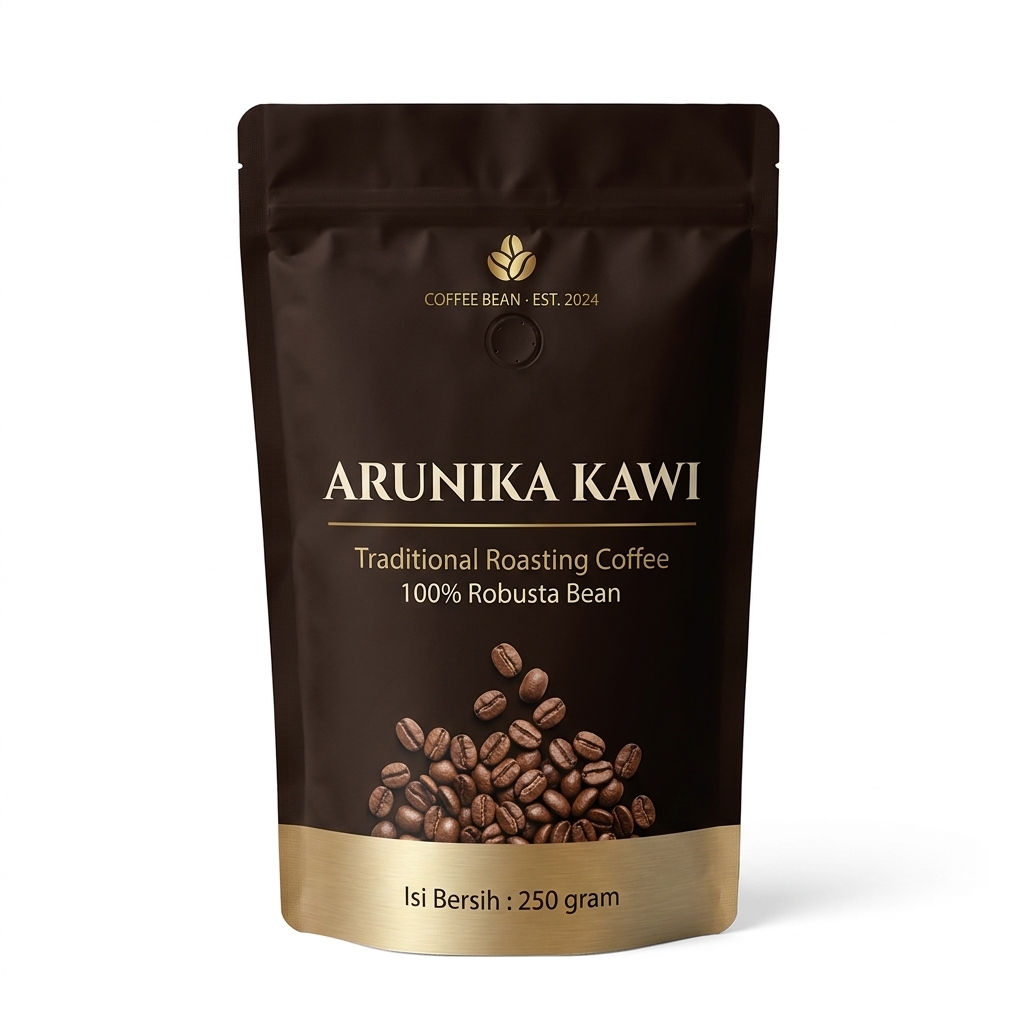 COFFEE BEAN · EST. 2024
ARUNIKA KAWI
Traditional Roasting Coffee
100% Robusta Bean
Isi Bersih : 250 gram